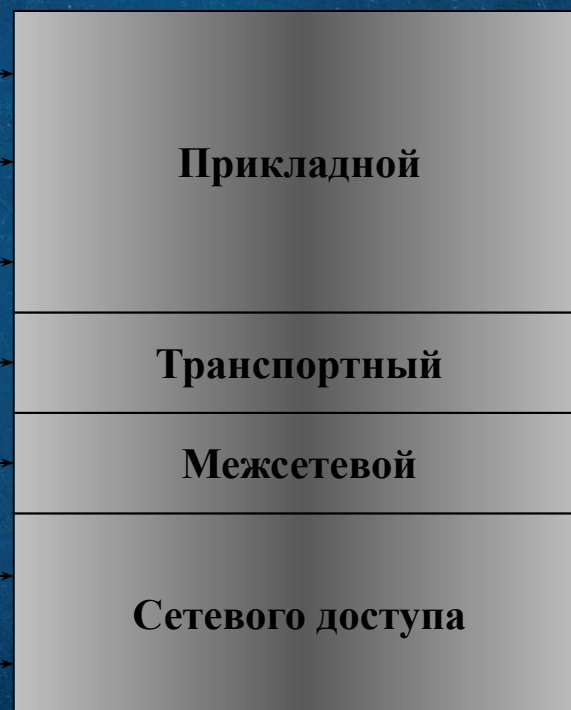 Прикладной
Транспортный
Межсетевой
Сетевого доступа